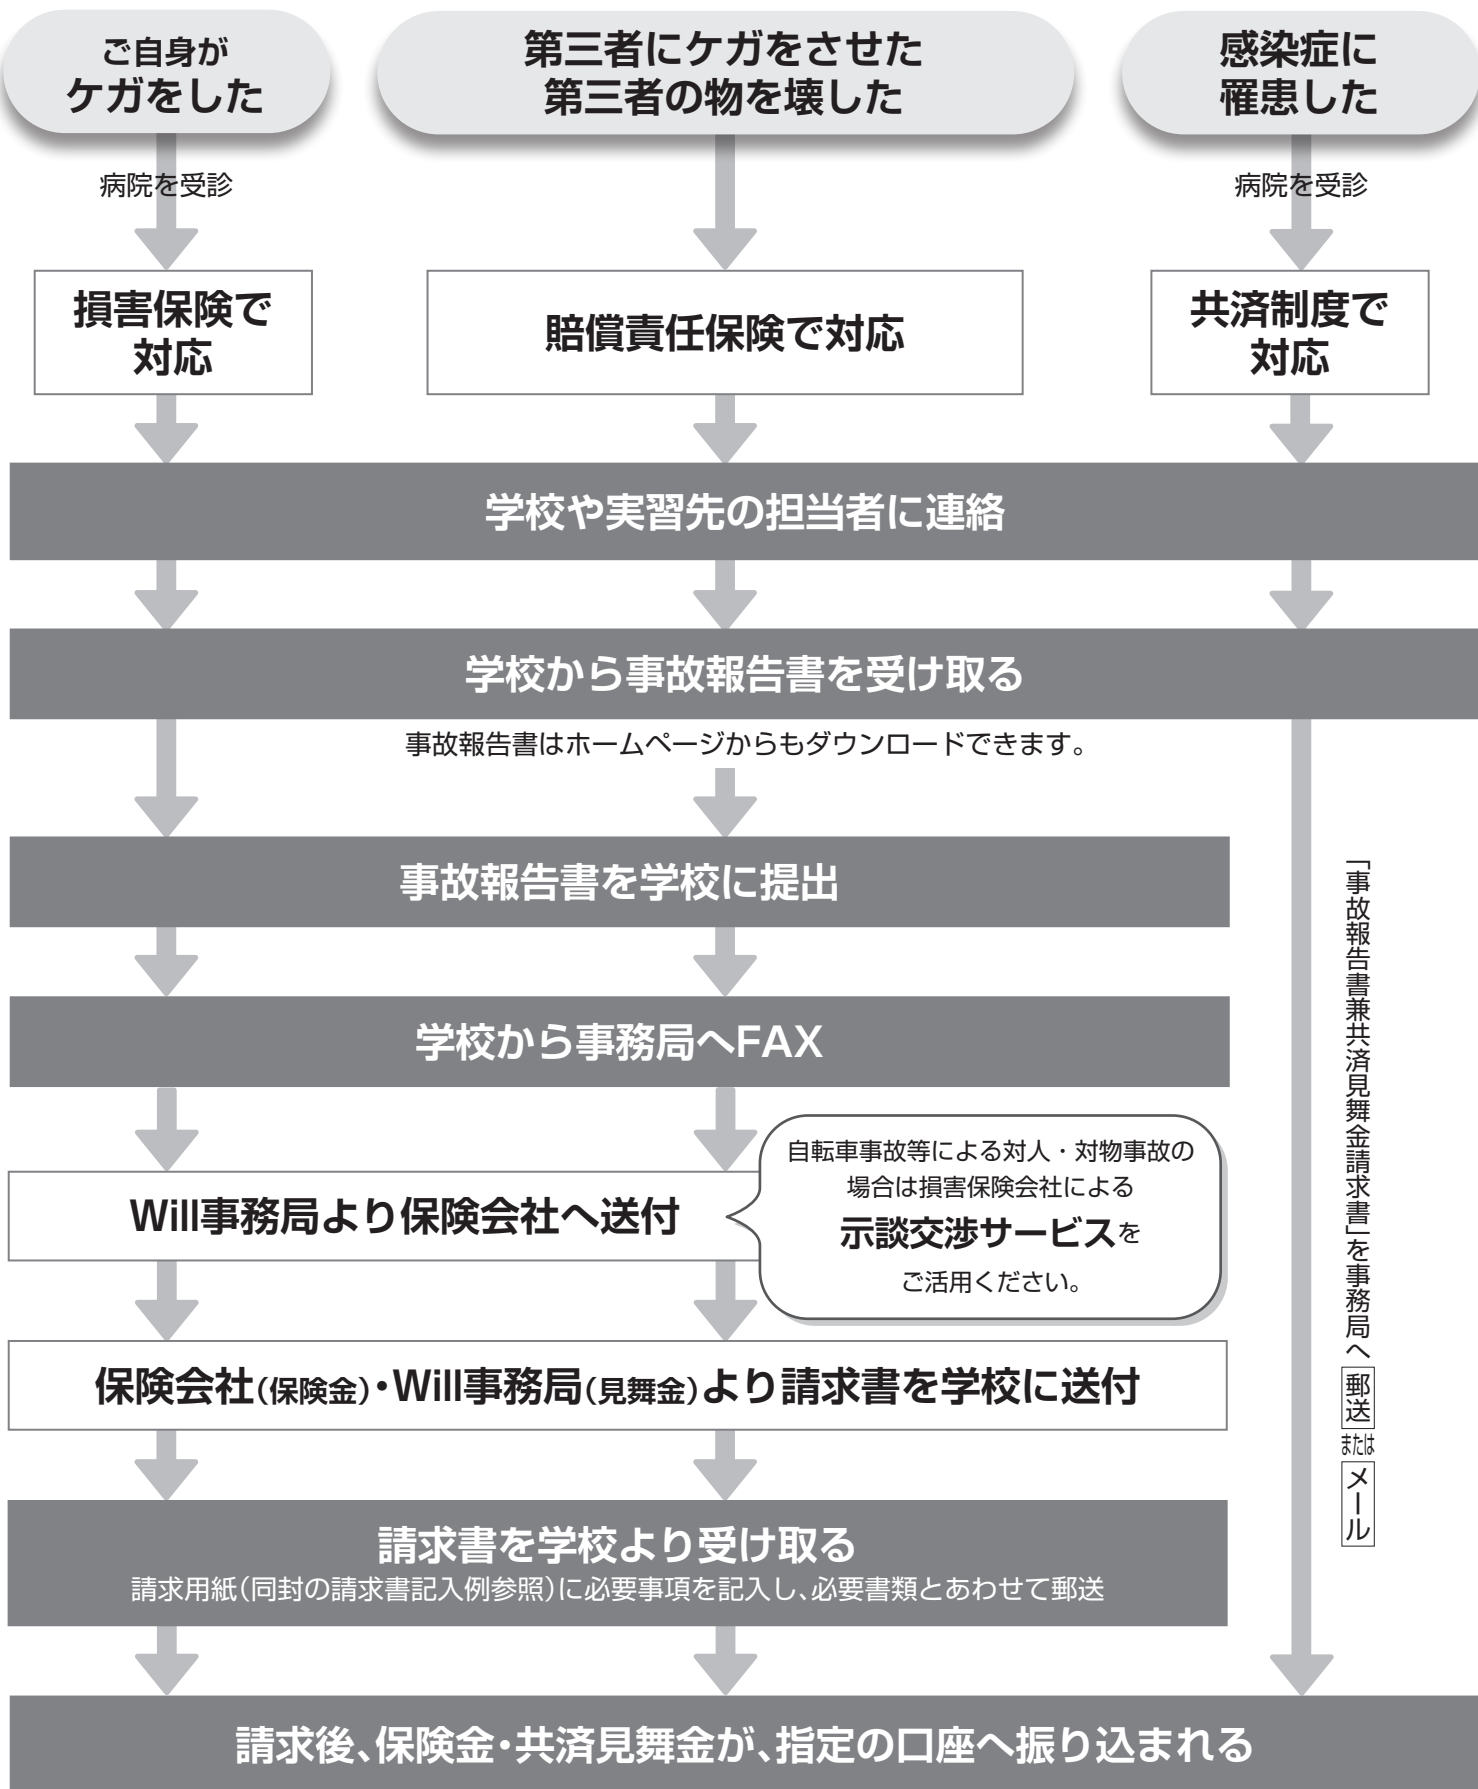 ご自身が
ケガをした
第三者にケガをさせた
第三者の物を壊した
感染症に
罹患した
病院を受診
病院を受診
損害保険で
対応
賠償責任保険で対応
共済制度で
対応
学校や実習先の担当者に連絡
学校から事故報告書を受け取る
事故報告書はホームページからもダウンロードできます。
事故報告書を学校に提出
学校から事務局へFAX
Will事務局より保険会社へ送付
自転車事故等による対人・対物事故の
場合は損害保険会社による
示談交渉サービスを
ご活用ください。
保険会社(保険金)・Will事務局(見舞金)より請求書を学校に送付
請求書を学校より受け取る
請求用紙(同封の請求書記入例参照)に必要事項を記入し、必要書類とあわせて郵送
「事故報告書兼共済見舞金請求書」を事務局へ郵送またはメール
請求後、保険金・共済見舞金が、指定の口座へ振り込まれる